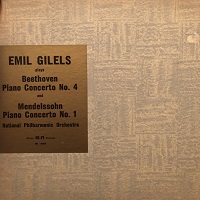 EMIL GILELS
plays
Beethoven
Piano Concerto No. 4
and
Mendelssohn
Piano Concerto No. 1
National Philharmonic Orchestra